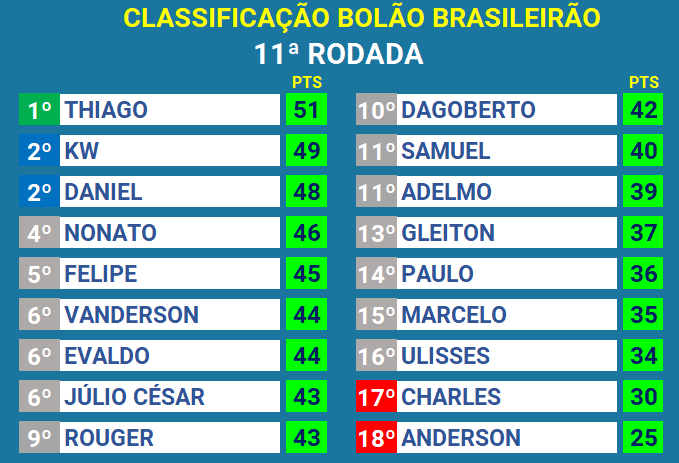 CLASSIFICAÇÃO BOLÃO BRASILEIRÃO
11ª RODADA
PTS
1º THIAGO 51
2º KW 49
2º DANIEL 48
4º NONATO 46
5º FELIPE 45
6º VANDERSON 44
6º EVALDO 44
6º JÚLIO CÉSAR 43
9º ROUGER 43
PTS
10º DAGOBERTO 42
11º SAMUEL 40
11º ADELMO 39
13º GLEITON 37
14º PAULO 36
15º MARCELO 35
16º ULISSES 34
17º CHARLES 30
18º ANDERSON 25